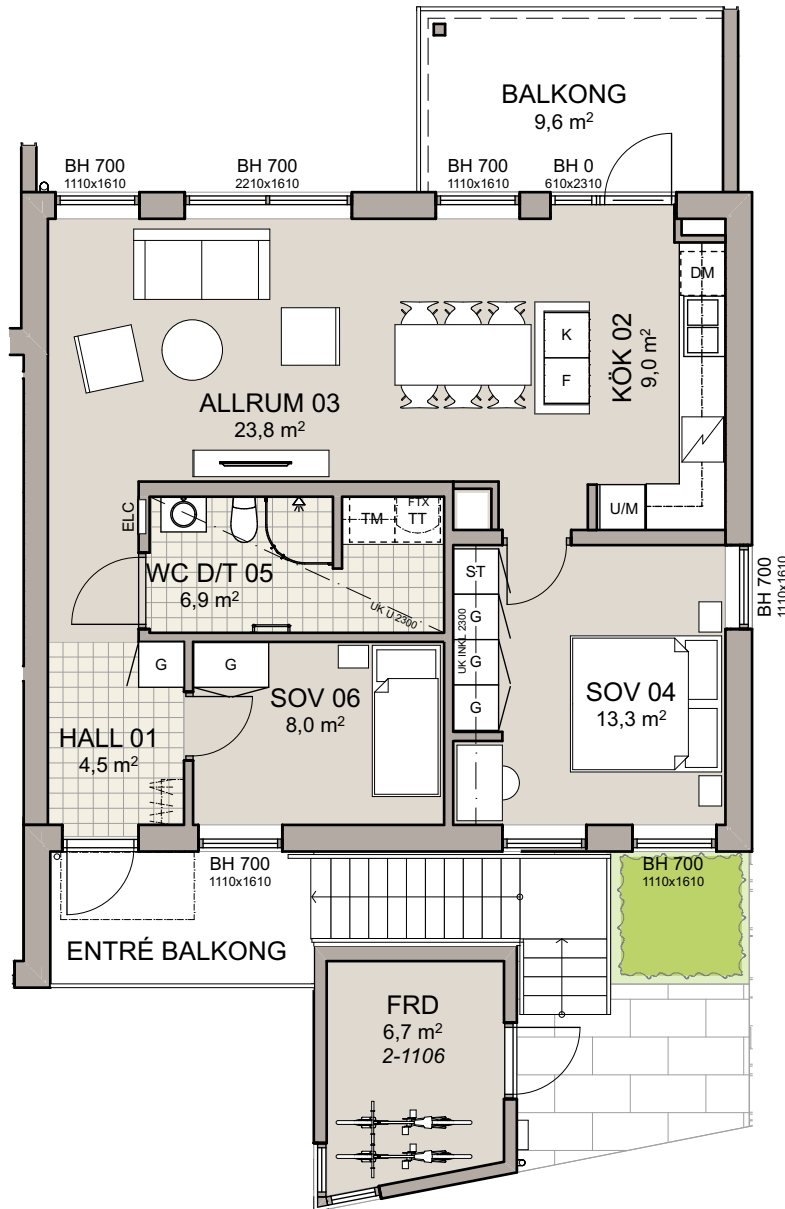 BALKONG
9,6 m²
BH 700
1110x1610
BH 700
2210x1610
BH 700
1110x1610
BH 0
610x2310
DM
K
F
KÖK 02
9,0 m²
ALLRUM 03
23,8 m²
ELC
TM
FTX
TT
U/M
WC D/T 05
6,9 m²
UK U 2300
ST
G
G
G
UK INKL 2300
BH 700
1110x1610
G
G
SOV 06
8,0 m²
SOV 04
13,3 m²
HALL 01
4,5 m²
BH 700
1110x1610
BH 700
1110x1610
ENTRÉ BALKONG
FRD
6,7 m²
2-1106